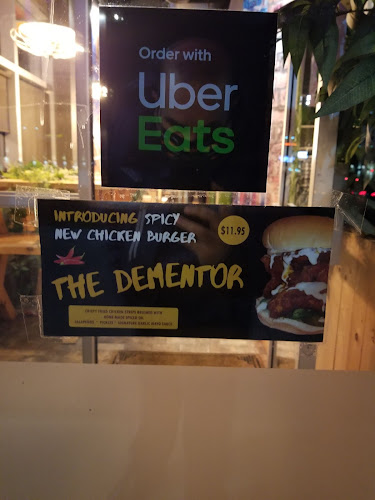 Order with
Uber
Eats
INTRODUCING SPICY
NEW CHICKEN BURGER
$11.95
THE DEMENTOR